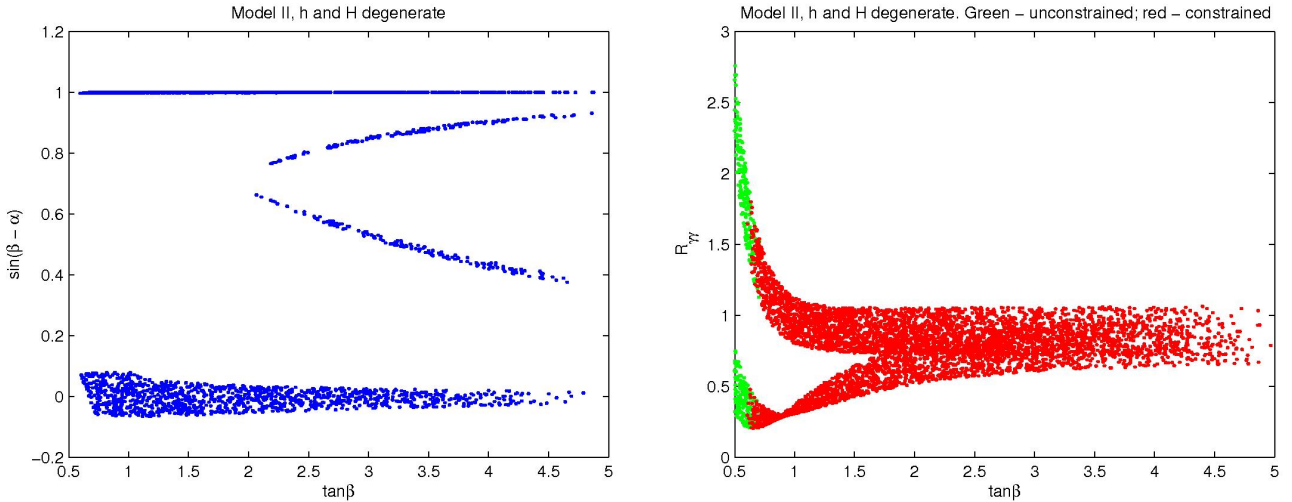 Model II, h and H degenerate
1.2
1
0.8
0.6
0.4
0.2
0
−0.2
sin(β − α)
0.5 1 1.5 2 2.5 3 3.5 4 4.5 5
tanβ
Model II, h and H degenerate. Green − unconstrained; red − constrained
3
2.5
2
1.5
1
0.5
0
R_γγ
0.5 1 1.5 2 2.5 3 3.5 4 4.5 5
tanβ